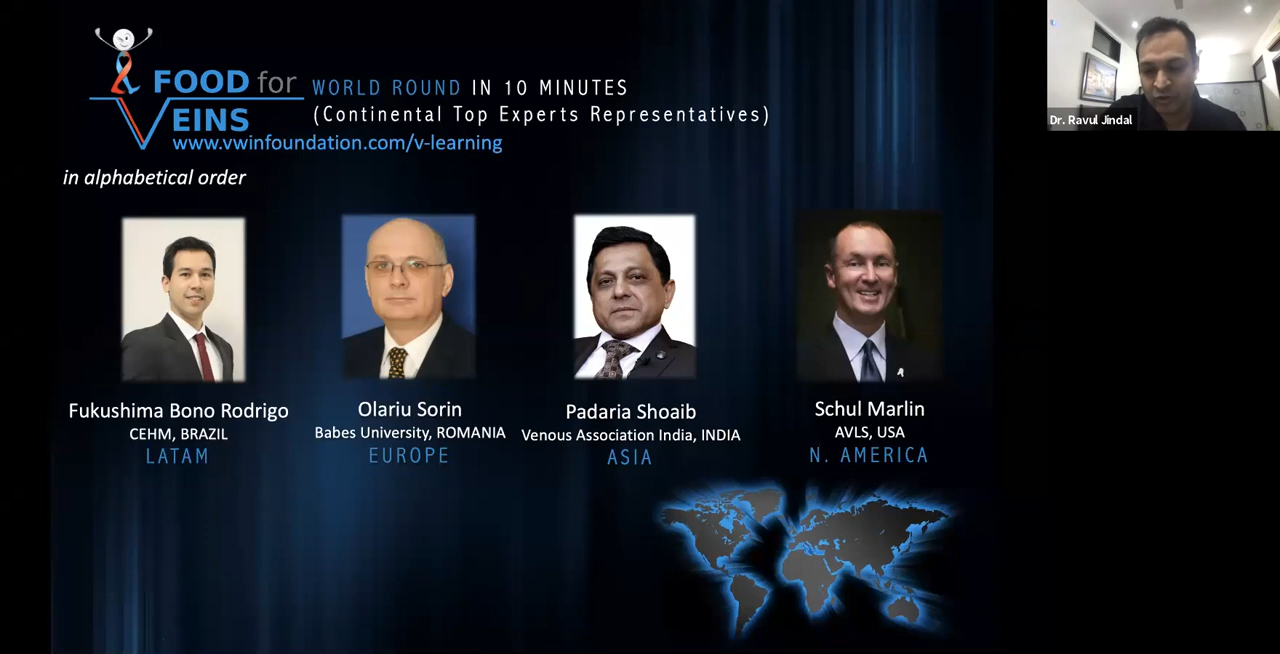 FOOD for
VEINS
WORLD ROUND IN 10 MINUTES
(Continental Top Experts Representatives)
www.vwinfoundation.com/v-learning
in alphabetical order
Fukushima Bono Rodrigo
CEHM, BRAZIL
LATAM
Olariu Sorin
Babes University, ROMANIA
EUROPE
Padaria Shoaib
Venous Association India, INDIA
ASIA
Schul Marlin
AVLS, USA
N. AMERICA
Dr. Ravul Jindal